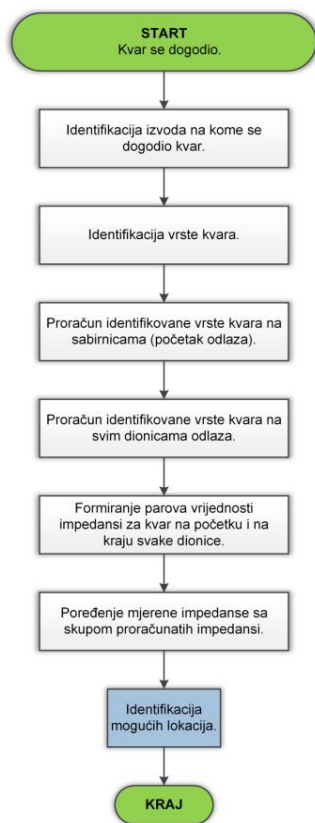 START
Kvar se dogodio.
Identifikacija izvoda na kome se
dogodio kvar.
Identifikacija vrste kvara.
Proračun identifikovane vrste kvara na
sabirnicama (početak odlaza).
Proračun identifikovane vrste kvara na
svim dionicama odlaza.
Formiranje parova vrijednosti
impedansi za kvar na početku i na
kraju svake dionice.
Poređenje mjerene impedanse sa
skupom proračunatih impedansi.
Identifikacija
mogućih lokacija.
KRAJ